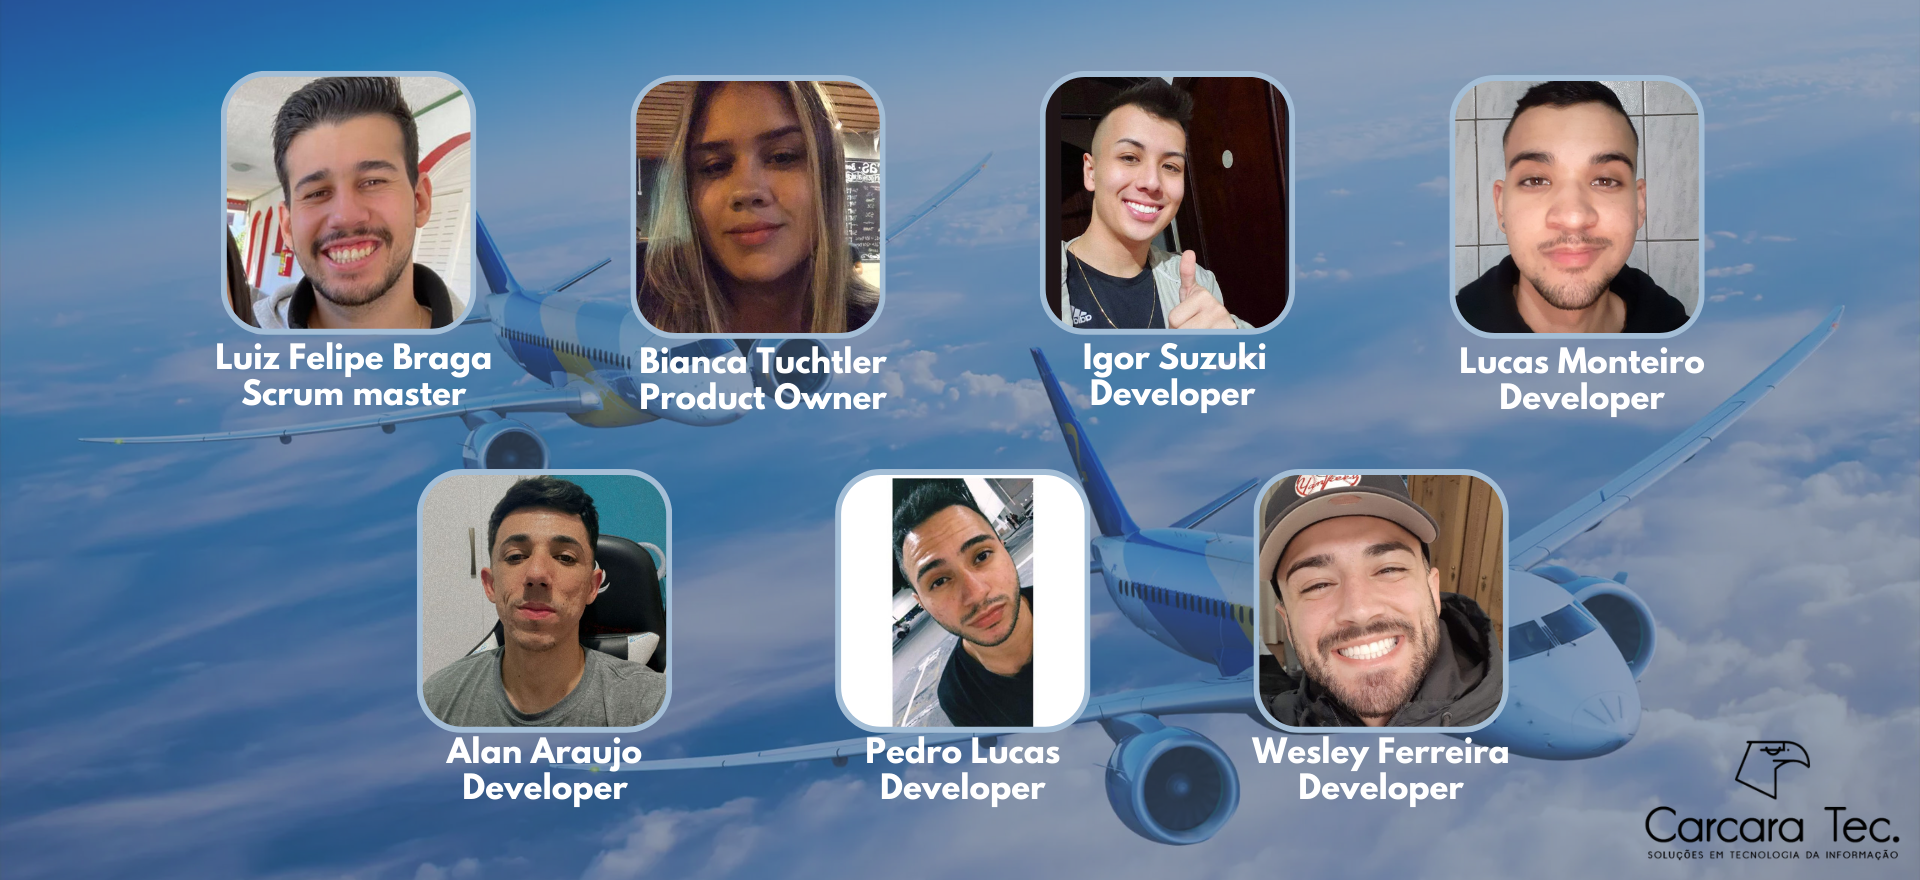 Luiz Felipe Braga
Scrum master
Bianca Tuchtler
Product Owner
Igor Suzuki
Developer
Lucas Monteiro
Developer
Alan Araujo
Developer
Pedro Lucas
Developer
Wesley Ferreira
Developer
Carcara Tec.
SOLUÇÕES EM TECNOLOGIA DA INFORMAÇÃO